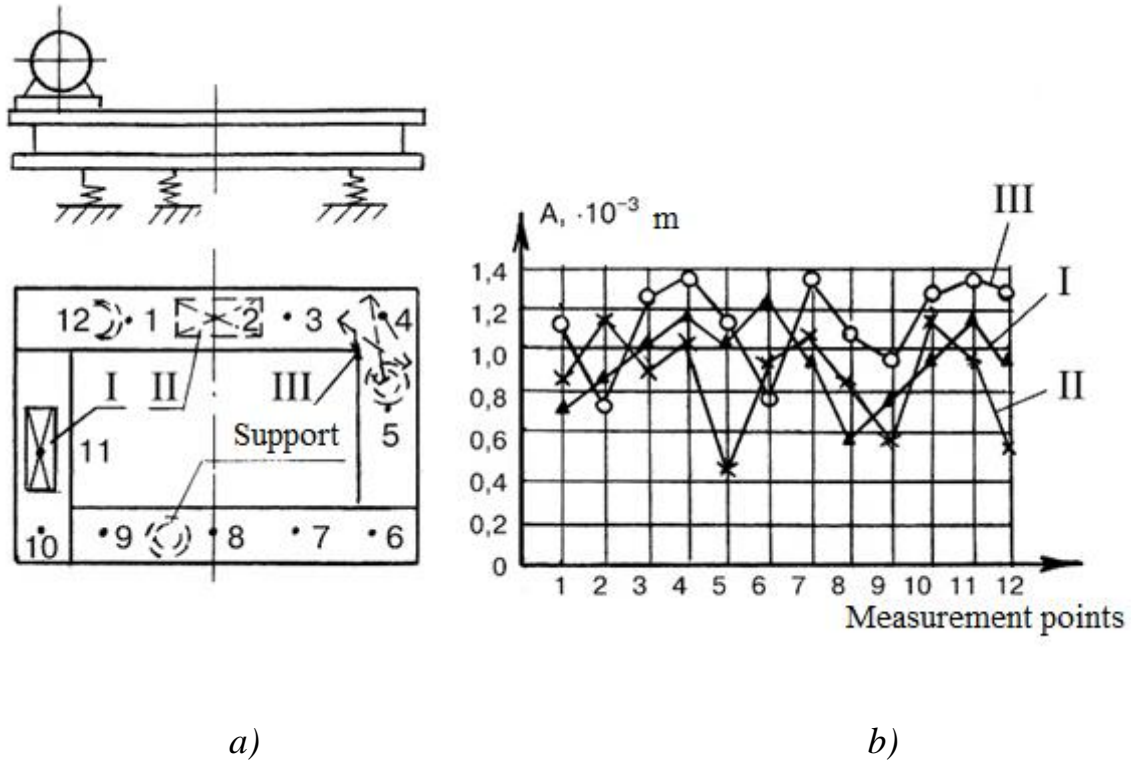 12 1 2 3 4
I II III
11 Support 5
10 9 8 7 6
A, ·10⁻³ m
III
I
II
1,4
1,2
1.0
0,8
0,6
0,4
0,2
0
1 2 3 4 5 6 7 8 9 10 11 12
Measurement points
a) b)